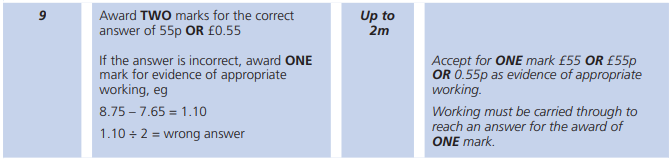 9
Award TWO marks for the correct
answer of 55p OR £0.55
If the answer is incorrect, award ONE
mark for evidence of appropriate
working, eg
8.75 – 7.65 = 1.10
1.10 ÷ 2 = wrong answer
Up to
2m
Accept for ONE mark £55 OR £55p
OR 0.55p as evidence of appropriate
working.
Working must be carried through to
reach an answer for the award of
ONE mark.